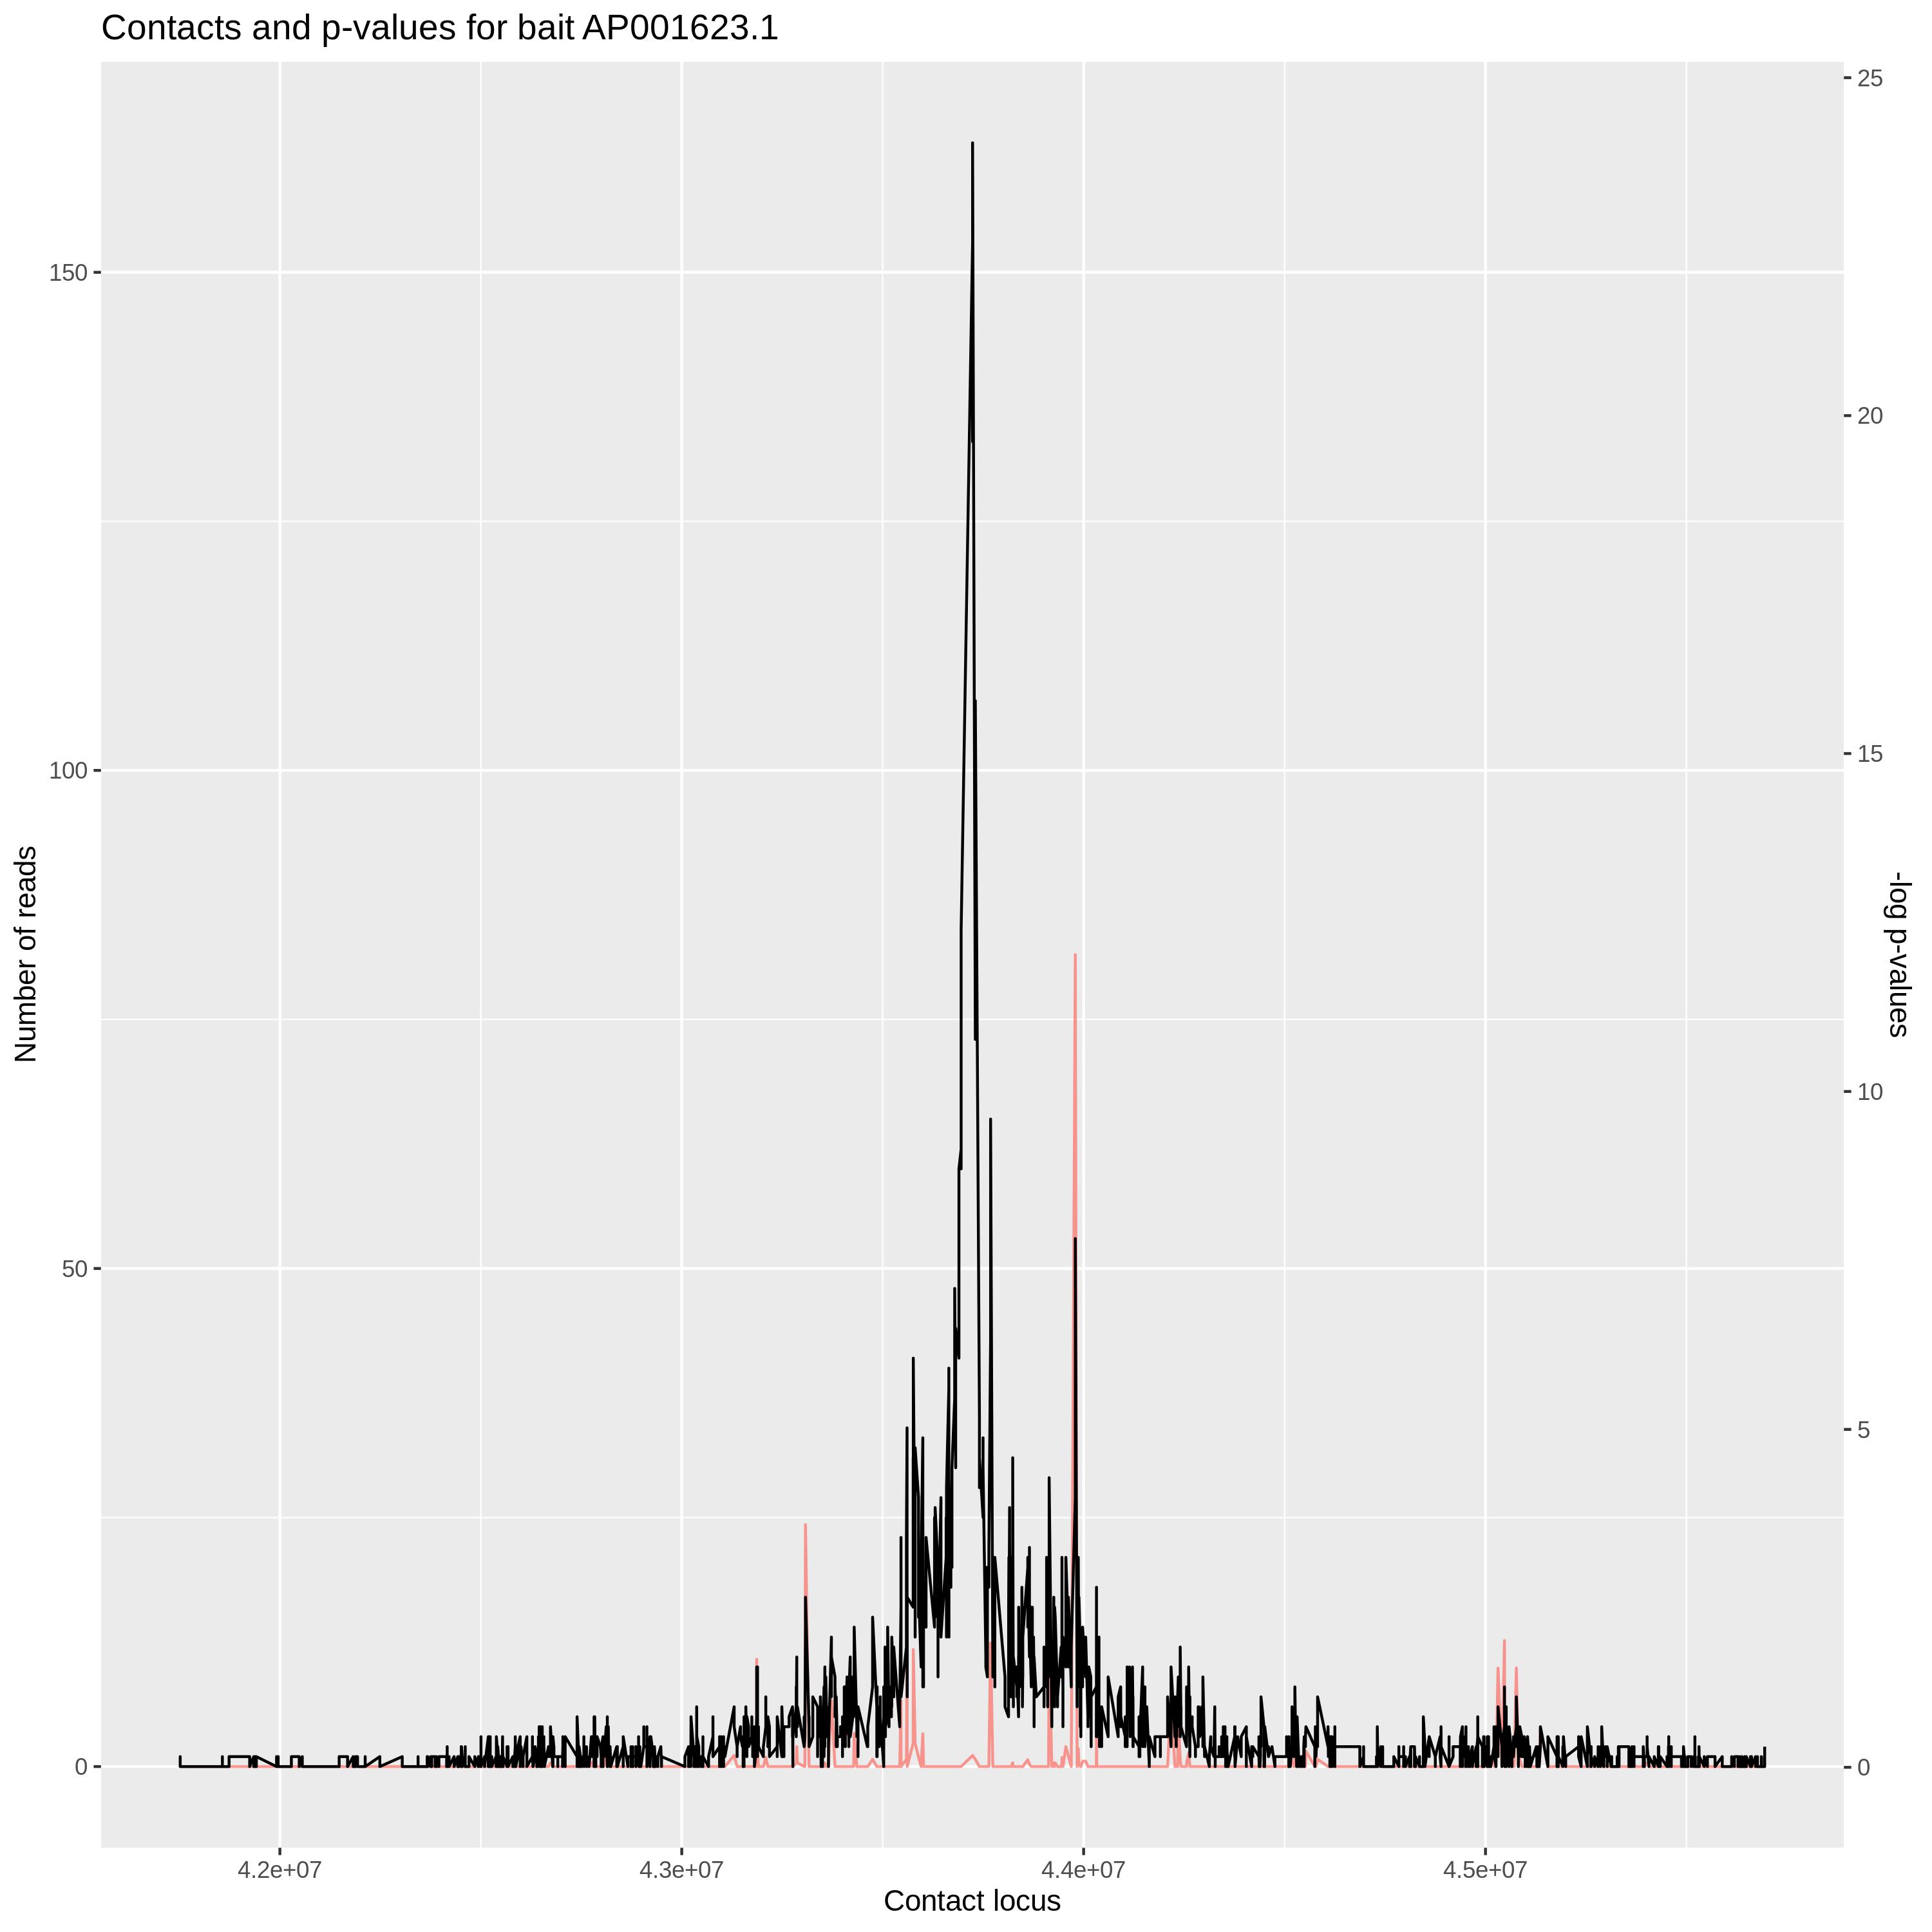 Contacts and p-values for bait AP001623.1
150
100
50
0
Number of reads
25
20
15
10
5
0
-log p-values
4.2e+07
4.3e+07
4.4e+07
4.5e+07
Contact locus